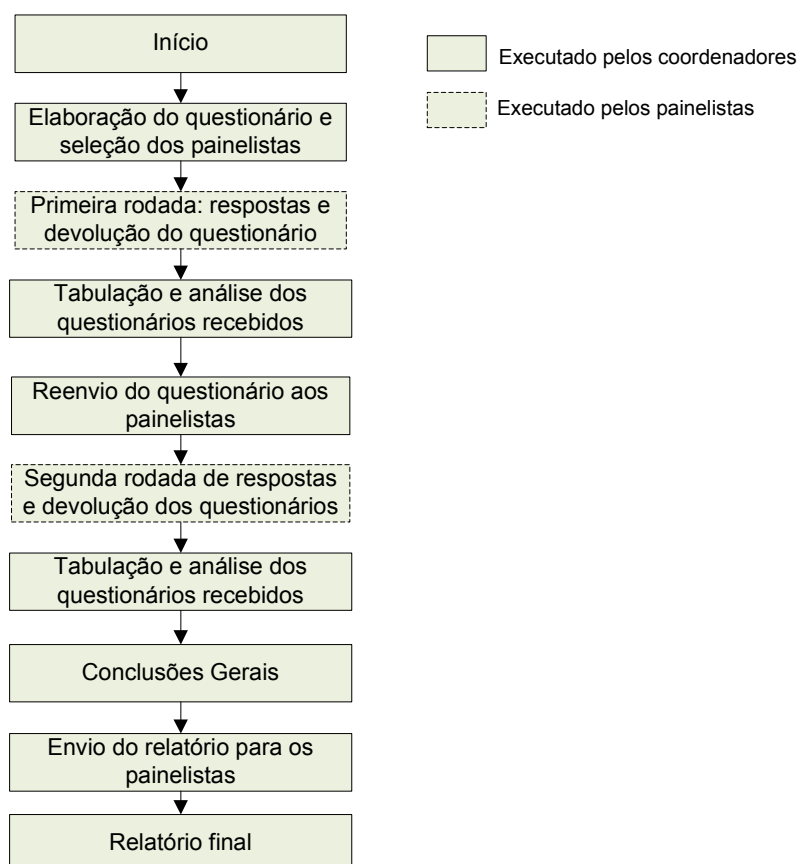 Início
Executado pelos coordenadores
Executado pelos painelistas
Elaboração do questionário e
seleção dos painelistas
Primeira rodada: respostas e
devolução do questionário
Tabulação e análise dos
questionários recebidos
Reenvio do questionário aos
painelistas
Segunda rodada de respostas
e devolução dos questionários
Tabulação e análise dos
questionários recebidos
Conclusões Gerais
Envio do relatório para os
painelistas
Relatório final